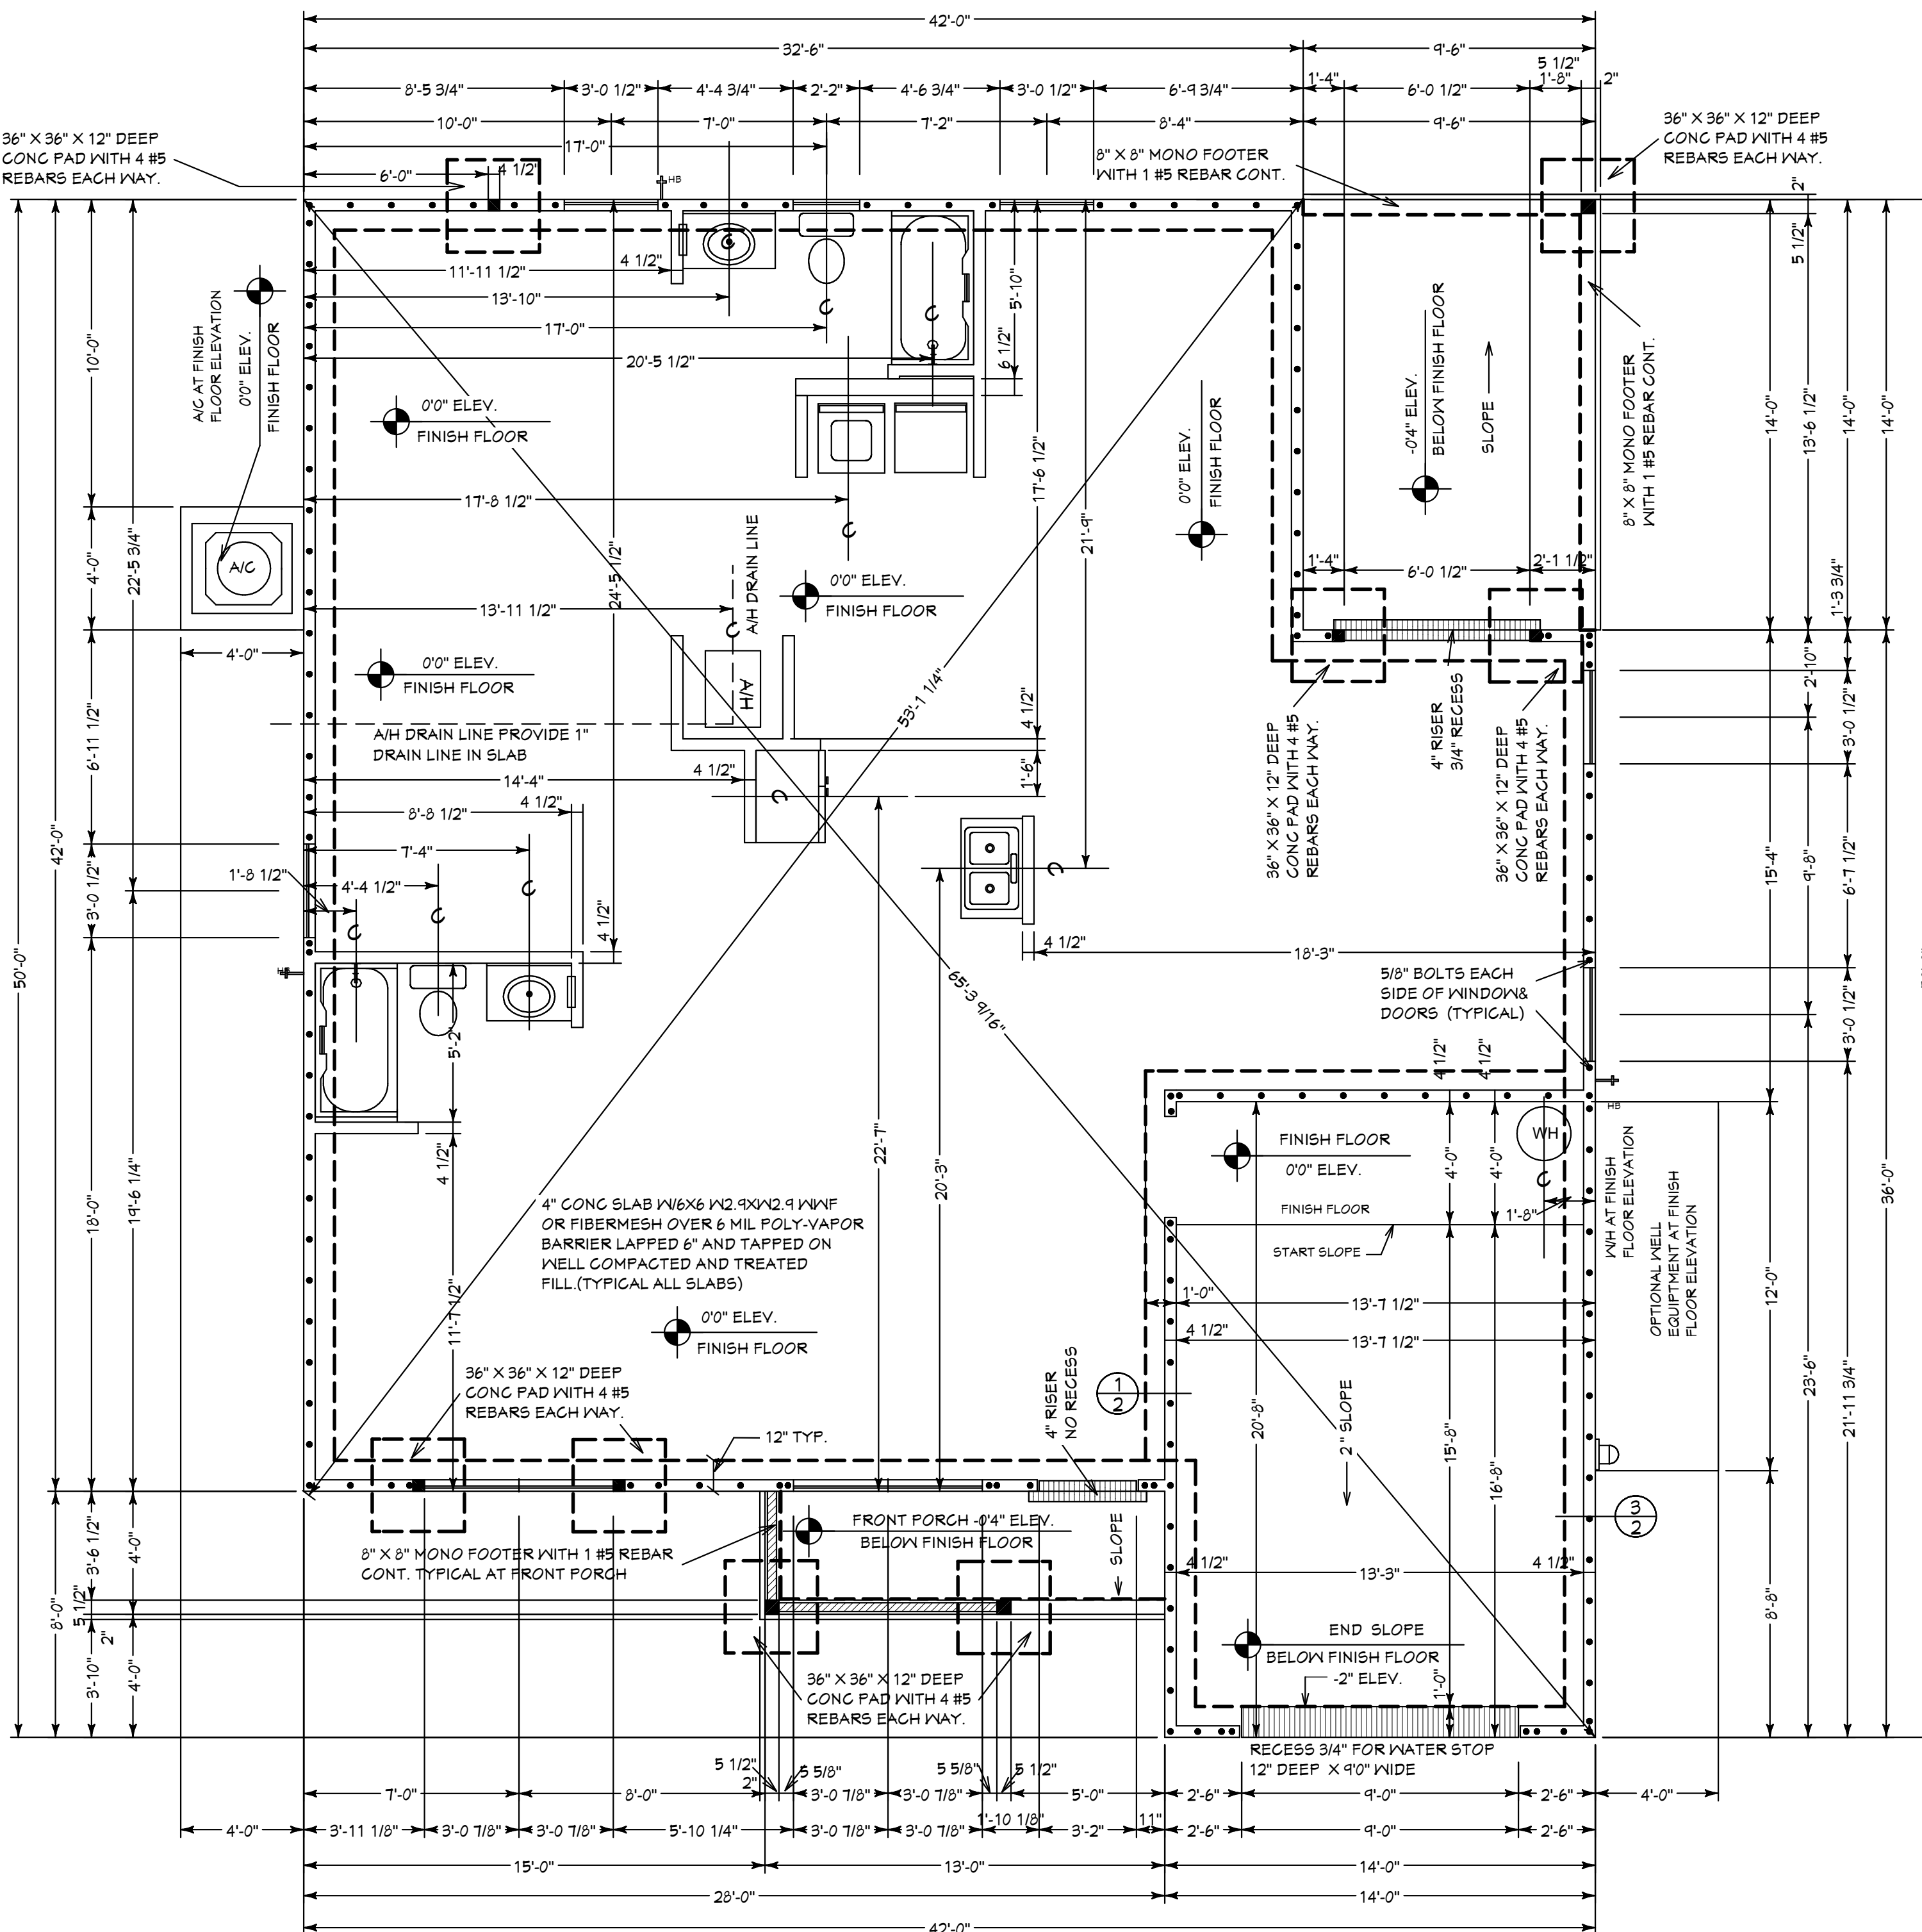 42'-0"
32'-6"
9'-6"
5 1/2"
8'-5 3/4" 3'-0 1/2" 4'-4 3/4" 2'-2" 4'-6 3/4" 3'-0 1/2" 6'-9 3/4" 1'-4" 6'-0 1/2" 1'-8" 2"
10'-0" 7'-0" 7'-2" 8'-4" 9'-6"
17'-0"
6'-0" 4 1/2"
36" X 36" X 12" DEEP
CONC PAD WITH 4 #5
REBARS EACH WAY.
HB
8" X 8" MONO FOOTER
WITH 1 #5 REBAR CONT.
36" X 36" X 12" DEEP
CONC PAD WITH 4 #5
REBARS EACH WAY.
2"
5 1/2"
11'-11 1/2" 4 1/2"
13'-10"
17'-0"
20'-5 1/2"
5'-10"
6 1/2"
A/C AT FINISH
FLOOR ELEVATION
0'0" ELEV.
FINISH FLOOR
0'0" ELEV.
FINISH FLOOR
0'0" ELEV.
FINISH FLOOR
-0'4" ELEV.
BELOW FINISH FLOOR
SLOPE
8" X 8" MONO FOOTER
WITH 1 #5 REBAR CONT.
10'-0"
14'-0"
13'-6 1/2"
14'-0"
14'-0"
17'-8 1/2"
17'-6 1/2"
21'-9"
24'-5 1/2"
A/H DRAIN LINE
A/C
4'-0"
22'-5 3/4"
13'-11 1/2"
0'0" ELEV.
FINISH FLOOR
1'-4" 6'-0 1/2" 2'-1 1/2"
1'-3 3/4"
4'-0"
0'0" ELEV.
FINISH FLOOR
A/H
53'-1 1/4"
A/H DRAIN LINE PROVIDE 1"
DRAIN LINE IN SLAB
6'-11 1/2"
42'-0"
50'-0"
14'-4" 4 1/2"
4 1/2"
1'-6"
36" X 36" X 12" DEEP
CONC PAD WITH 4 #5
REBARS EACH WAY.
4" RISER
3/4" RECESS
36" X 36" X 12" DEEP
CONC PAD WITH 4 #5
REBARS EACH WAY.
2'-10"
3'-0 1/2"
15'-4"
9'-8"
6'-7 1/2"
8'-8 1/2" 4 1/2"
7'-4"
1'-8 1/2" 4'-4 1/2"
3'-0 1/2"
4 1/2"
4 1/2" 18'-3"
65'-3 9/16"
5/8" BOLTS EACH
SIDE OF WINDOW&
DOORS (TYPICAL)
3'-0 1/2"
5'-2"
4 1/2"
4 1/2" 4 1/2"
HB
WH
22'-7"
20'-3"
FINISH FLOOR
0'0" ELEV.
4'-0" 4'-0"
FINISH FLOOR
1'-8"
START SLOPE
W/H AT FINISH
FLOOR ELEVATION
OPTIONAL WELL
EQUIPTMENT AT FINISH
FLOOR ELEVATION
36'-0"
18'-0"
19'-6 1/4"
4" CONC SLAB W/6X6 W2.9XW2.9 WWF
OR FIBERMESH OVER 6 MIL POLY-VAPOR
BARRIER LAPPED 6" AND TAPPED ON
WELL COMPACTED AND TREATED
FILL.(TYPICAL ALL SLABS)
11'-7 1/2"
1'-0" 13'-7 1/2"
4 1/2" 13'-7 1/2"
12'-0"
23'-6"
21'-11 3/4"
0'0" ELEV.
FINISH FLOOR
36" X 36" X 12" DEEP
CONC PAD WITH 4 #5
REBARS EACH WAY.
12" TYP.
4" RISER
NO RECESS
1
2
20'-8"
2" SLOPE
15'-8"
16'-8"
3
2
FRONT PORCH -0'4" ELEV.
BELOW FINISH FLOOR
SLOPE
8" X 8" MONO FOOTER WITH 1 #5 REBAR
CONT. TYPICAL AT FRONT PORCH
4 1/2" 13'-3" 4 1/2"
3'-6 1/2"
4'-0"
8'-0"
5 1/2"
2"
3'-10"
4'-0"
8'-8"
END SLOPE
BELOW FINISH FLOOR
-2" ELEV.
1'-0"
36" X 36" X 12" DEEP
CONC PAD WITH 4 #5
REBARS EACH WAY.
RECESS 3/4" FOR WATER STOP
12" DEEP X 9'0" WIDE
5 1/2"
2"
5 5/8" 5 5/8" 5 1/2"
7'-0" 8'-0" 3'-0 7/8" 3'-0 7/8" 5'-0" 2'-6" 9'-0" 2'-6" 4'-0"
4'-0" 3'-11 1/8" 3'-0 7/8" 3'-0 7/8" 5'-10 1/4" 3'-0 7/8" 3'-0 7/8" 1'-10 1/8" 3'-2" 11" 2'-6" 9'-0" 2'-6"
15'-0" 13'-0" 14'-0"
28'-0" 14'-0"
42'-0"